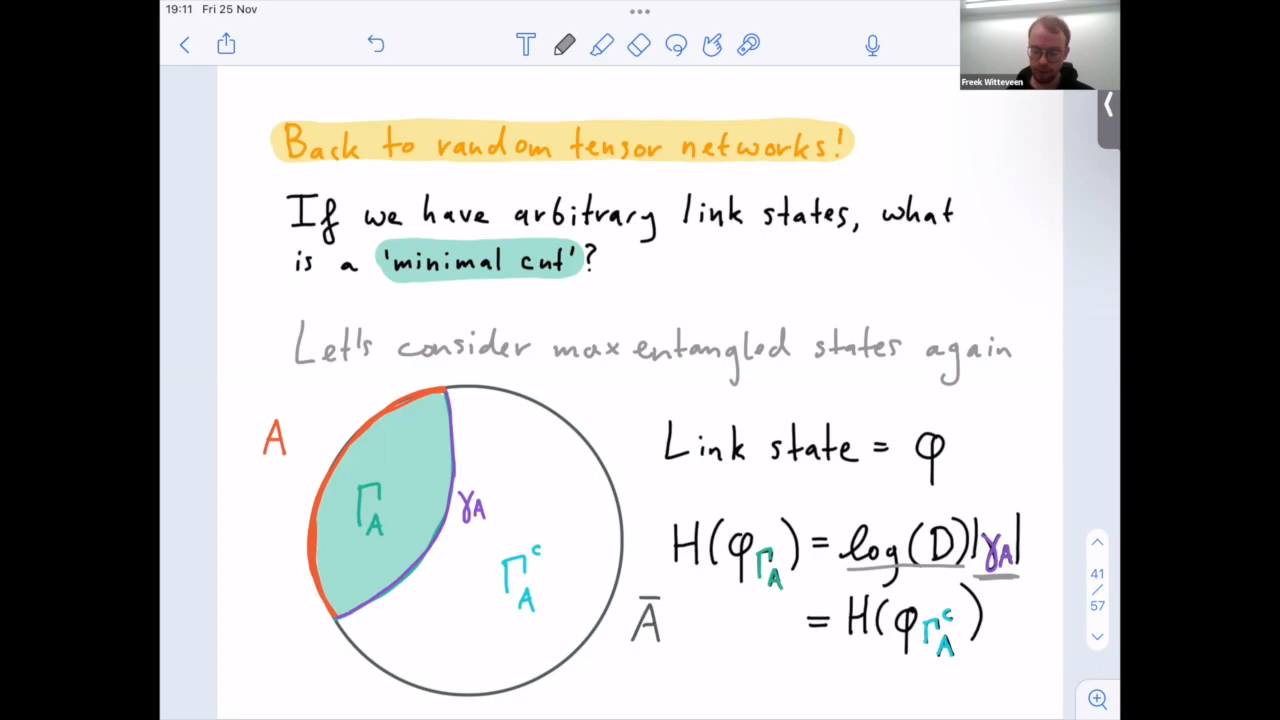 19:11 Fri 25 Nov
Freek Witteveen
Back to random tensor networks!
If we have arbitrary link states, what
is a 'minimal cut'?
Let's consider max entangled states again
A
Γ_A
γ_A
Γ_A^c
Ā
Link state = φ
H(φ_Γ_A) = log(D)|γ_A|
= H(φ_Γ_A^c)
41
/
57